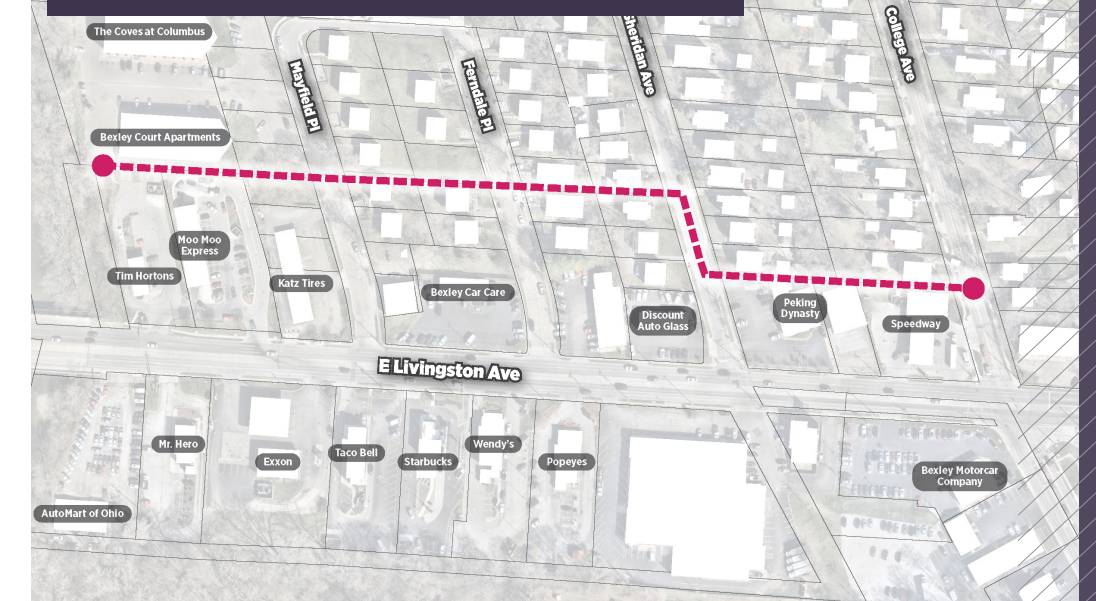 The Coves at Columbus
Mayfield Pl
Ferndale Pl
Sheridan Ave
College Ave
Bexley Court Apartments
Moo Moo
Express
Tim Hortons
Katz Tires
Bexley Car Care
Discount
Auto Glass
Peking
Dynasty
Speedway
E Livingston Ave
Mr. Hero
Exxon
Taco Bell
Starbucks
Wendy's
Popeyes
Bexley Motorcar
Company
AutoMart of Ohio